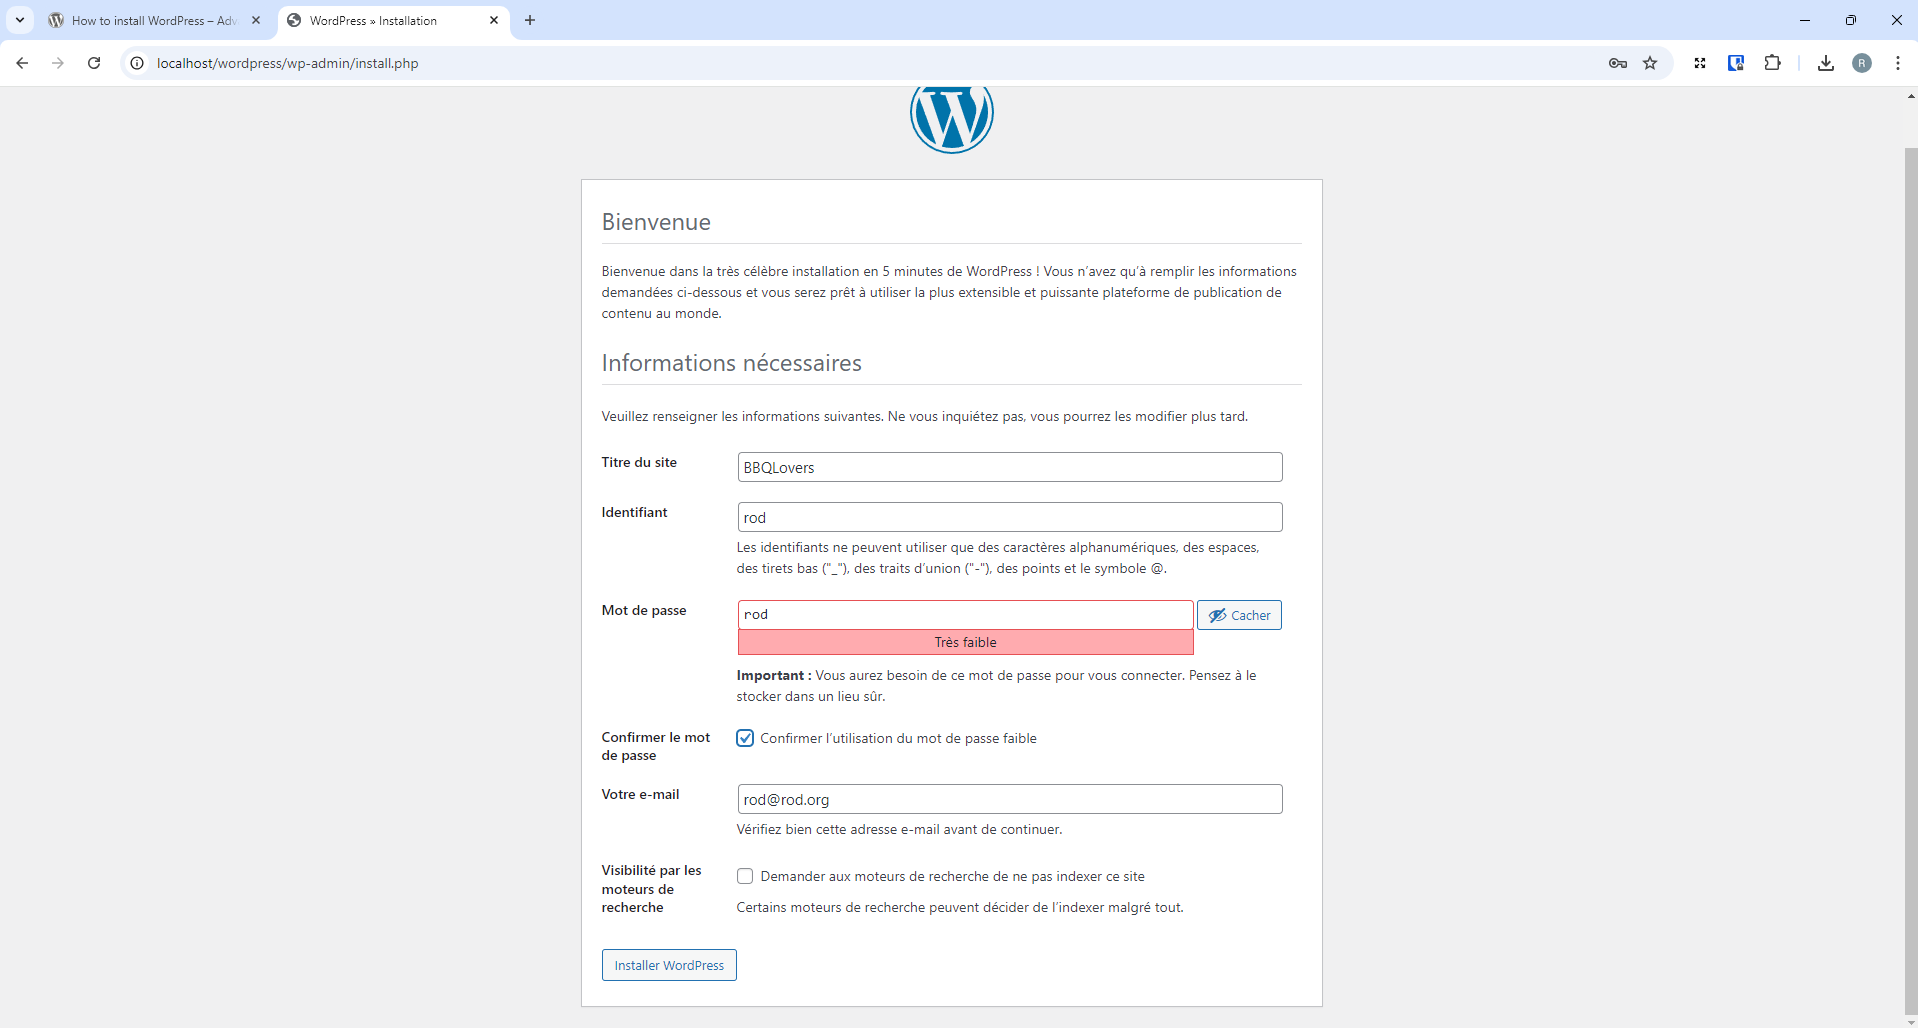 How to install WordPress – Adv
WordPress » Installation
localhost/wordpress/wp-admin/install.php
R
Bienvenue
Bienvenue dans la très célèbre installation en 5 minutes de WordPress ! Vous n’avez qu’à remplir les informations
demandées ci-dessous et vous serez prêt à utiliser la plus extensible et puissante plateforme de publication de
contenu au monde.
Informations nécessaires
Veuillez renseigner les informations suivantes. Ne vous inquiétez pas, vous pourrez les modifier plus tard.
Titre du site
BBQLovers
Identifiant
rod
Les identifiants ne peuvent utiliser que des caractères alphanumériques, des espaces,
des tirets bas ("_"), des traits d’union ("-"), des points et le symbole @.
Mot de passe
rod
Cacher
Très faible
Important : Vous aurez besoin de ce mot de passe pour vous connecter. Pensez à le
stocker dans un lieu sûr.
Confirmer le mot
de passe
Confirmer l’utilisation du mot de passe faible
Votre e-mail
rod@rod.org
Vérifiez bien cette adresse e-mail avant de continuer.
Visibilité par les
moteurs de
recherche
Demander aux moteurs de recherche de ne pas indexer ce site
Certains moteurs de recherche peuvent décider de l’indexer malgré tout.
Installer WordPress